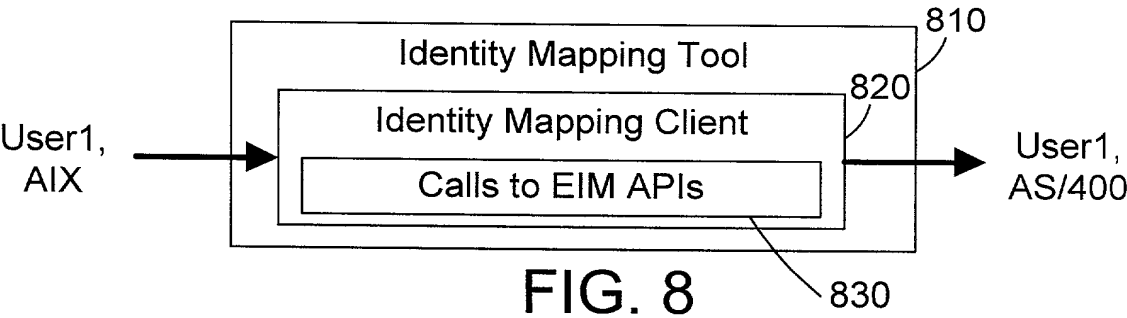 810
Identity Mapping Tool
820
Identity Mapping Client
User1,
AIX
Calls to EIM APIs
User1,
AS/400
830
FIG. 8